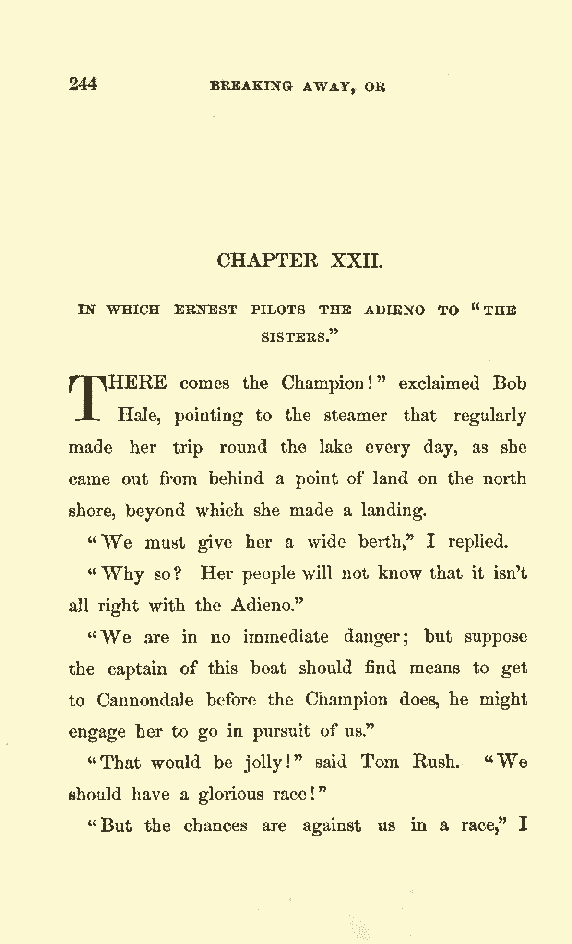 244 BREAKING AWAY, OR
CHAPTER XXII.
IN WHICH ERNEST PILOTS THE ADIENO TO "THE
SISTERS."
THERE comes the Champion!" exclaimed Bob
Hale, pointing to the steamer that regularly
made her trip round the lake every day, as she
came out from behind a point of land on the north
shore, beyond which she made a landing.
"We must give her a wide berth," I replied.
"Why so? Her people will not know that it isn't
all right with the Adieno."
"We are in no immediate danger; but suppose
the captain of this boat should find means to get
to Cannondale before the Champion does, he might
engage her to go in pursuit of us."
"That would be jolly!" said Tom Rush. "We
should have a glorious race!"
"But the chances are against us in a race," I